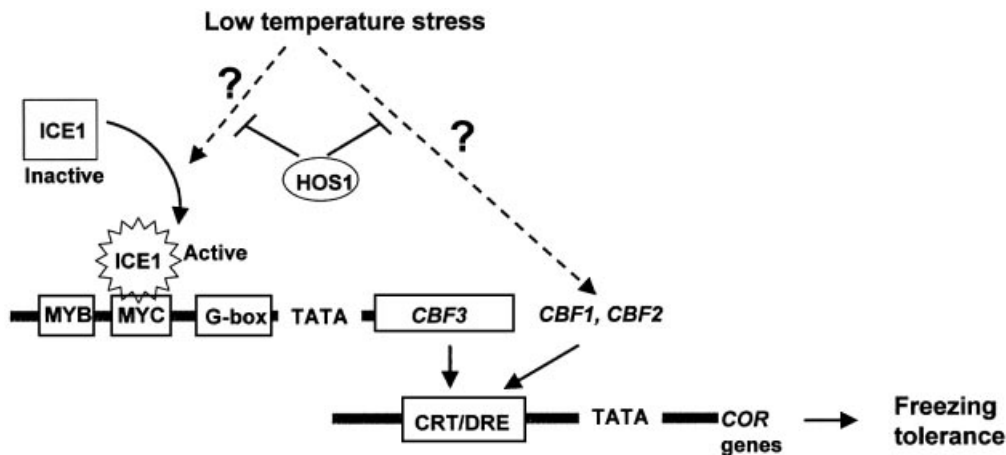 Low temperature stress
?
ICE1
?
Inactive
HOS1
ICE1
Active
MYB
MYC
G-box
TATA
CBF3
CBF1, CBF2
CRT/DRE
TATA
COR
genes
Freezing
tolerance